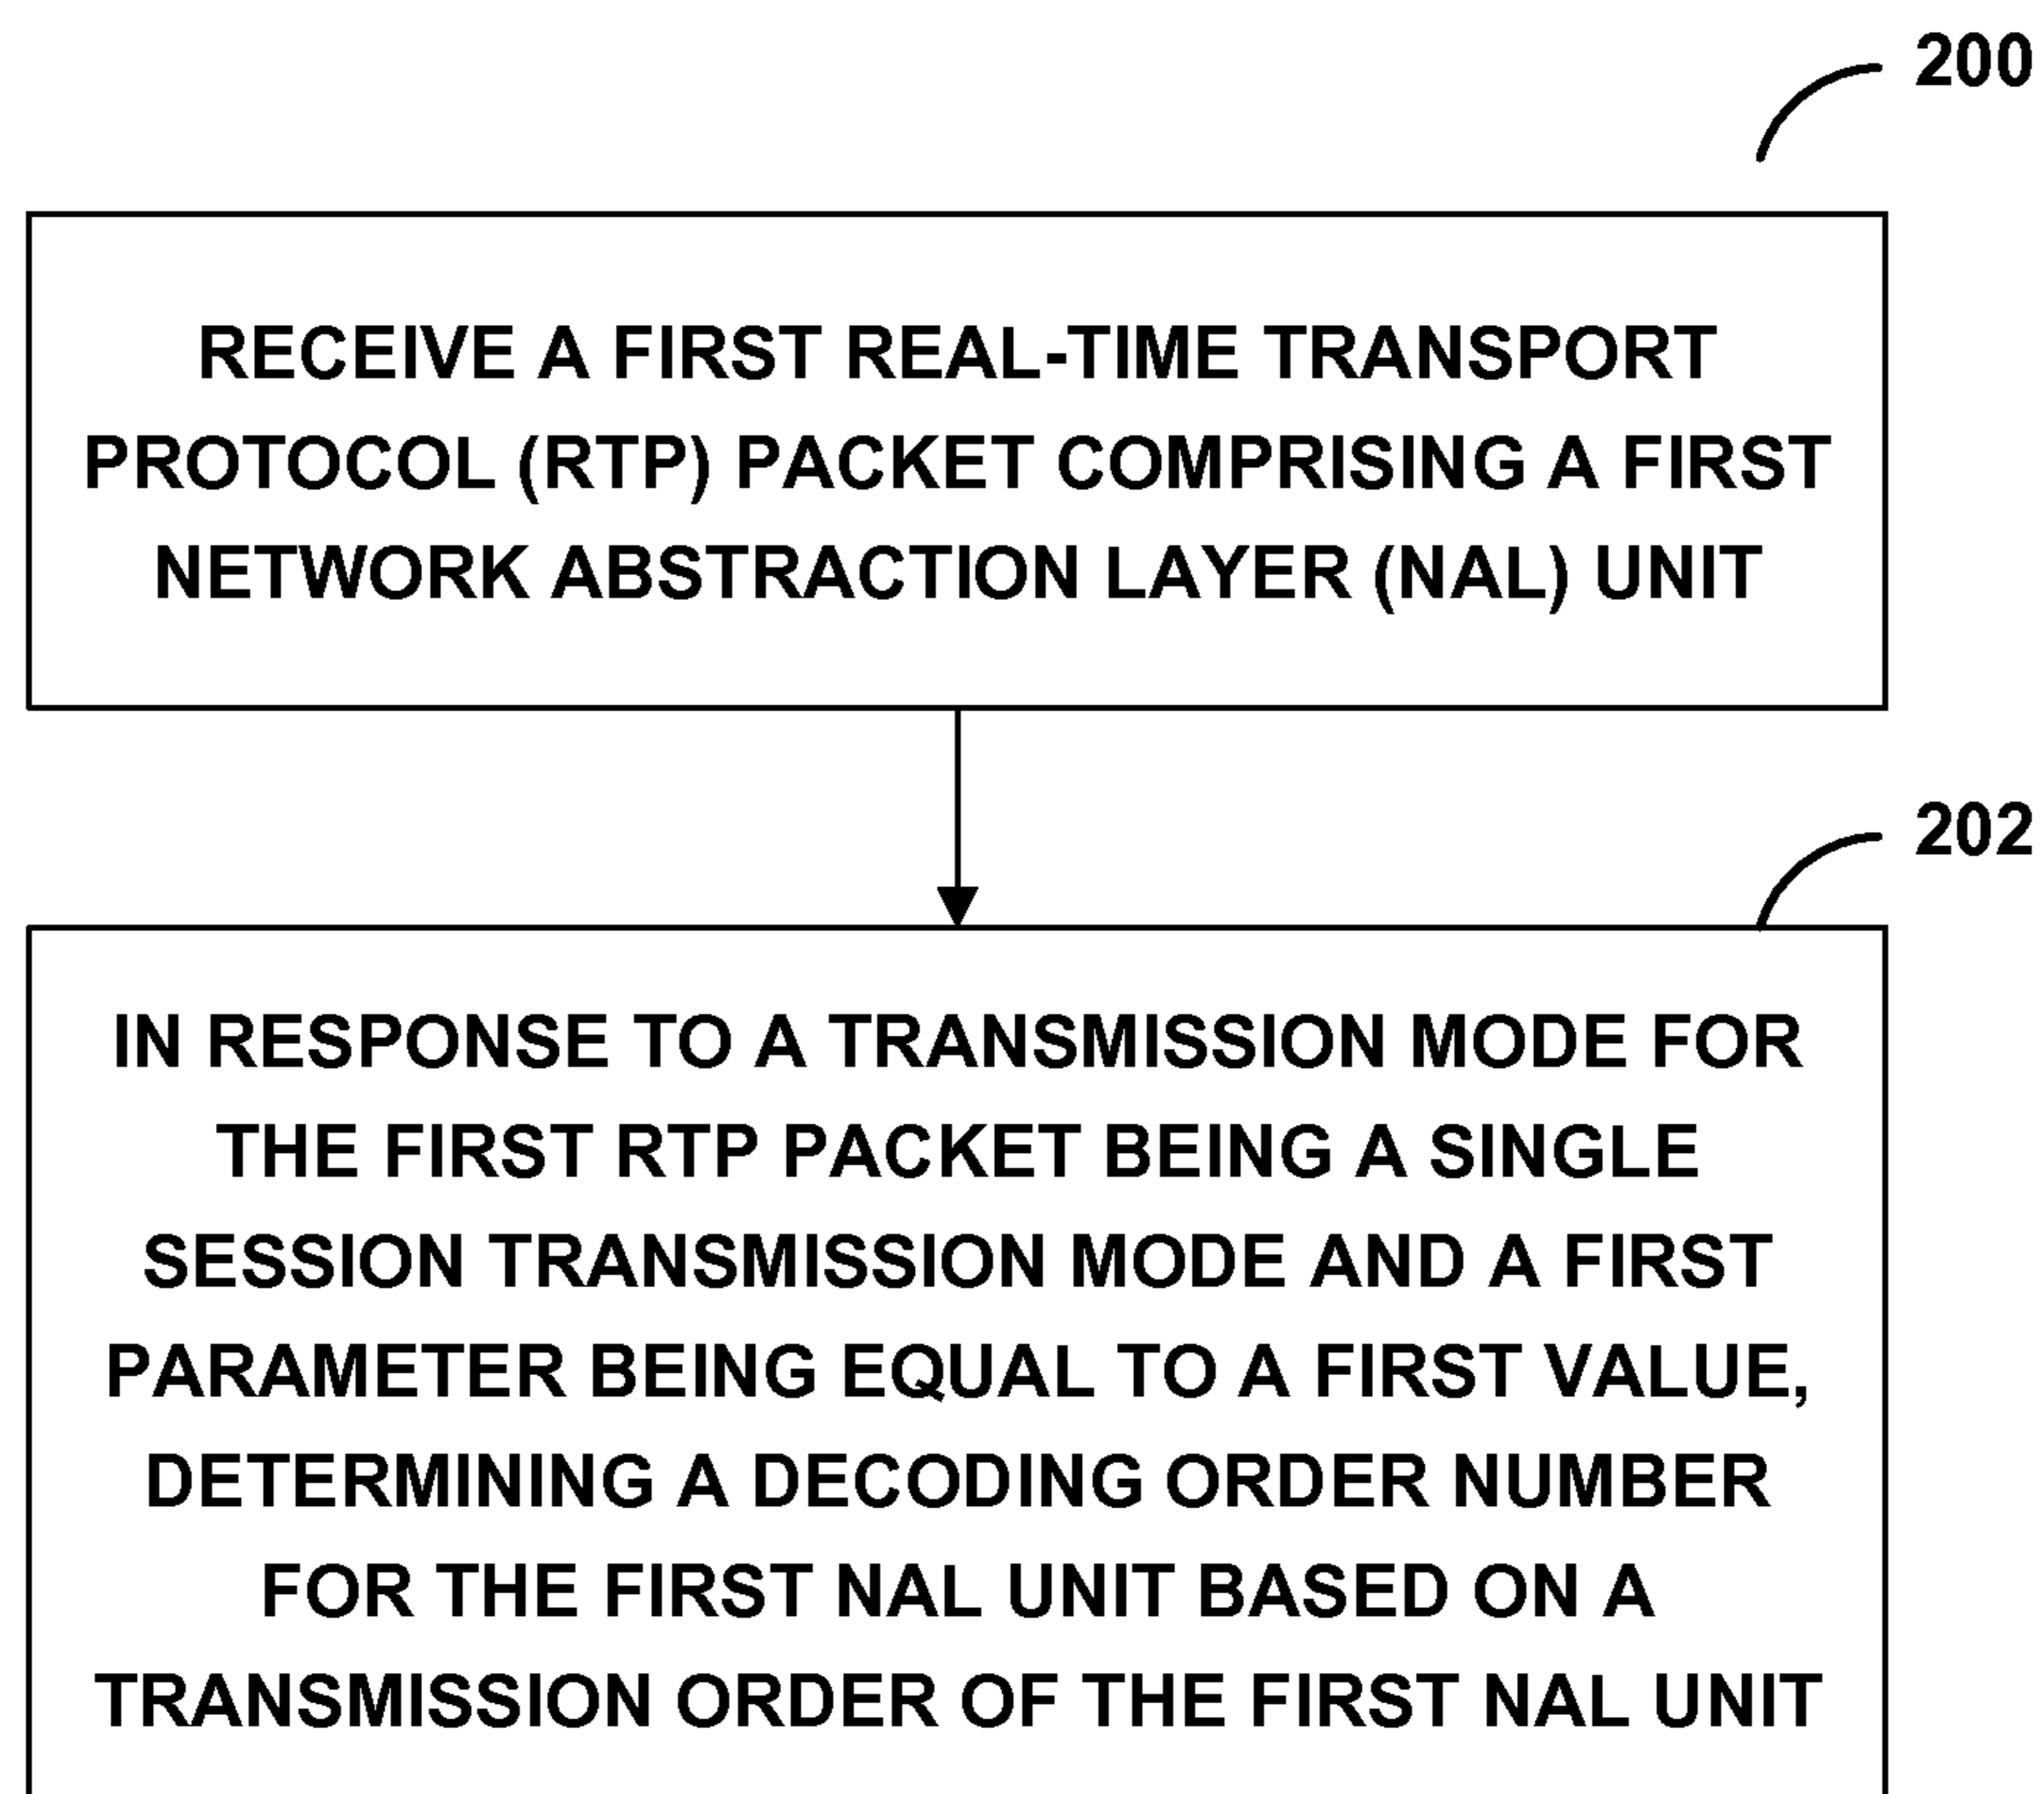 200
RECEIVE A FIRST REAL-TIME TRANSPORT
PROTOCOL (RTP) PACKET COMPRISING A FIRST
NETWORK ABSTRACTION LAYER (NAL) UNIT
202
IN RESPONSE TO A TRANSMISSION MODE FOR
THE FIRST RTP PACKET BEING A SINGLE
SESSION TRANSMISSION MODE AND A FIRST
PARAMETER BEING EQUAL TO A FIRST VALUE,
DETERMINING A DECODING ORDER NUMBER
FOR THE FIRST NAL UNIT BASED ON A
TRANSMISSION ORDER OF THE FIRST NAL UNIT